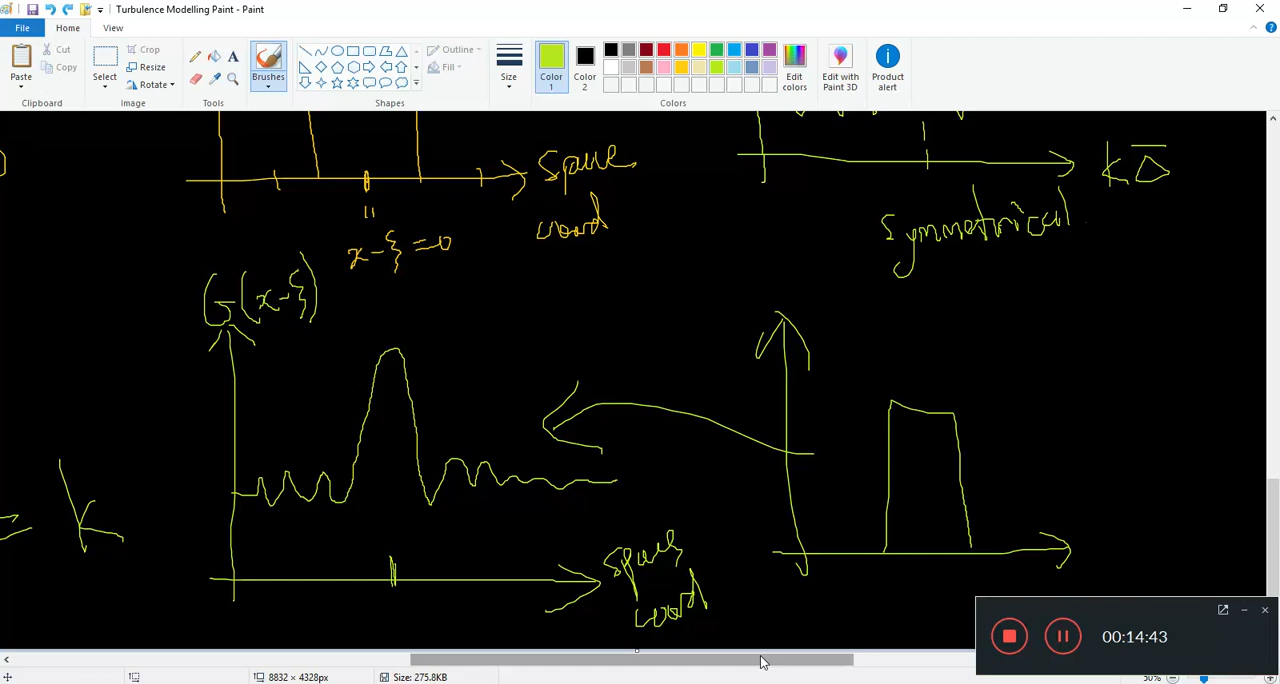 Turbulence Modelling Paint - Paint
File Home View
Paste Cut Copy Clipboard
Select Crop Resize Rotate Image
Tools
Brushes
Shapes Outline Fill
Size
Color 1 Color 2
Colors
Edit colors
Edit with Paint 3D
Product alert
space
coord
x-ξ=0
kΔ̅
symmetrical
G(x-ξ)
k
space
coord
00:14:43
8832 × 4328px Size: 275.8KB 50%